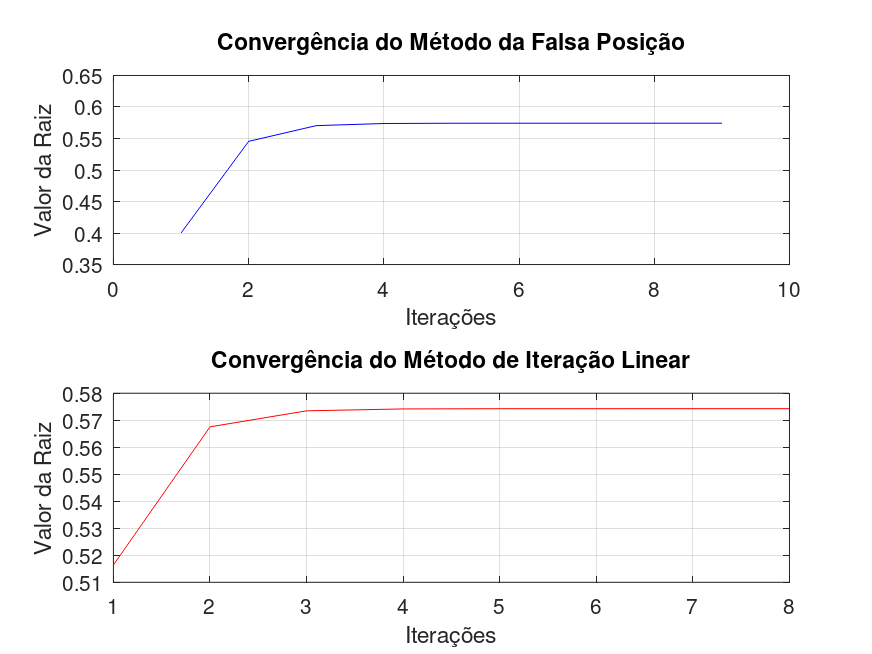 Convergência do Método da Falsa Posição
0.65
0.6
0.55
0.5
0.45
0.4
0.35
Valor da Raiz
0 2 4 6 8 10
Iterações
Convergência do Método de Iteração Linear
0.58
0.57
0.56
0.55
0.54
0.53
0.52
0.51
Valor da Raiz
1 2 3 4 5 6 7 8
Iterações